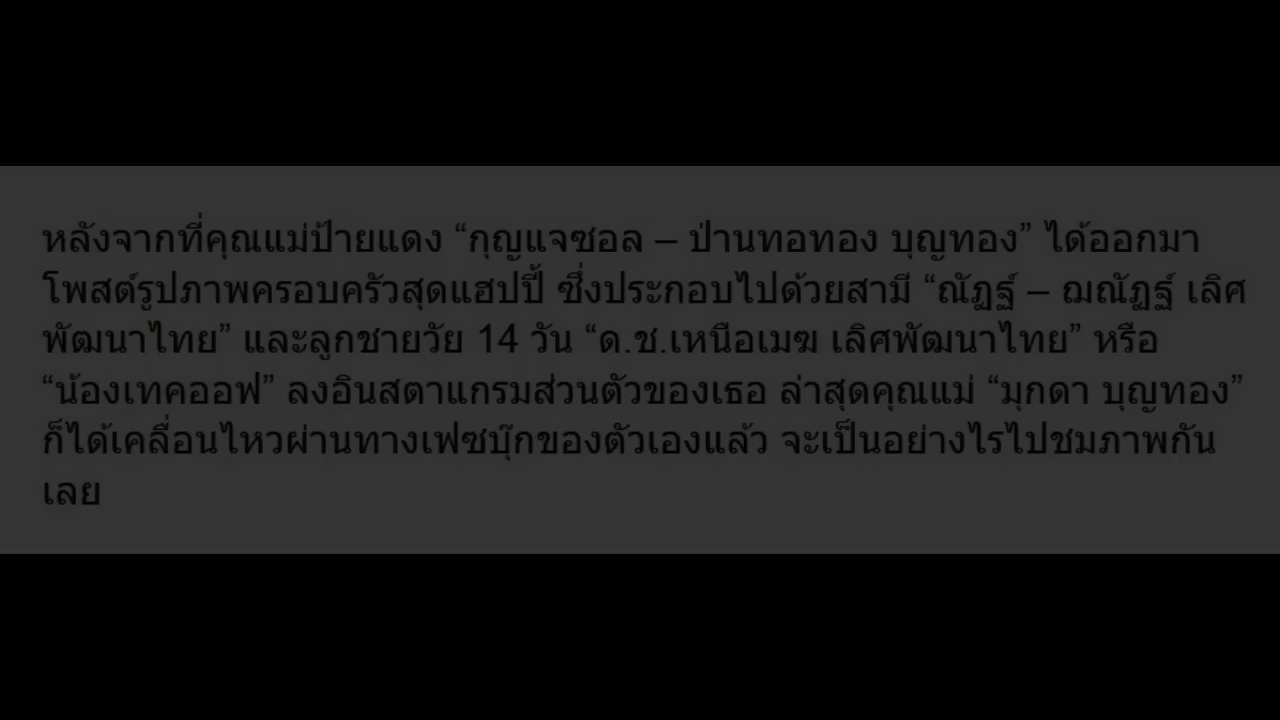 หลังจากที่คุณแม่ป้ายแดง “กุญแจซอล – ป่านทอทอง บุญทอง” ได้ออกมา
โพสต์รูปภาพครอบครัวสุดแฮปปี้ ซึ่งประกอบไปด้วยสามี “ณัฏฐ์ – ฌณัฏฐ์ เลิศ
พัฒนาไทย” และลูกชายวัย 14 วัน “ด.ช.เหนือเมฆ เลิศพัฒนาไทย” หรือ
“น้องเทคออฟ” ลงอินสตาแกรมส่วนตัวของเธอ ล่าสุดคุณแม่ “มุกดา บุญทอง”
ก็ได้เคลื่อนไหวผ่านทางเฟซบุ๊กของตัวเองแล้ว จะเป็นอย่างไรไปชมภาพกัน
เลย